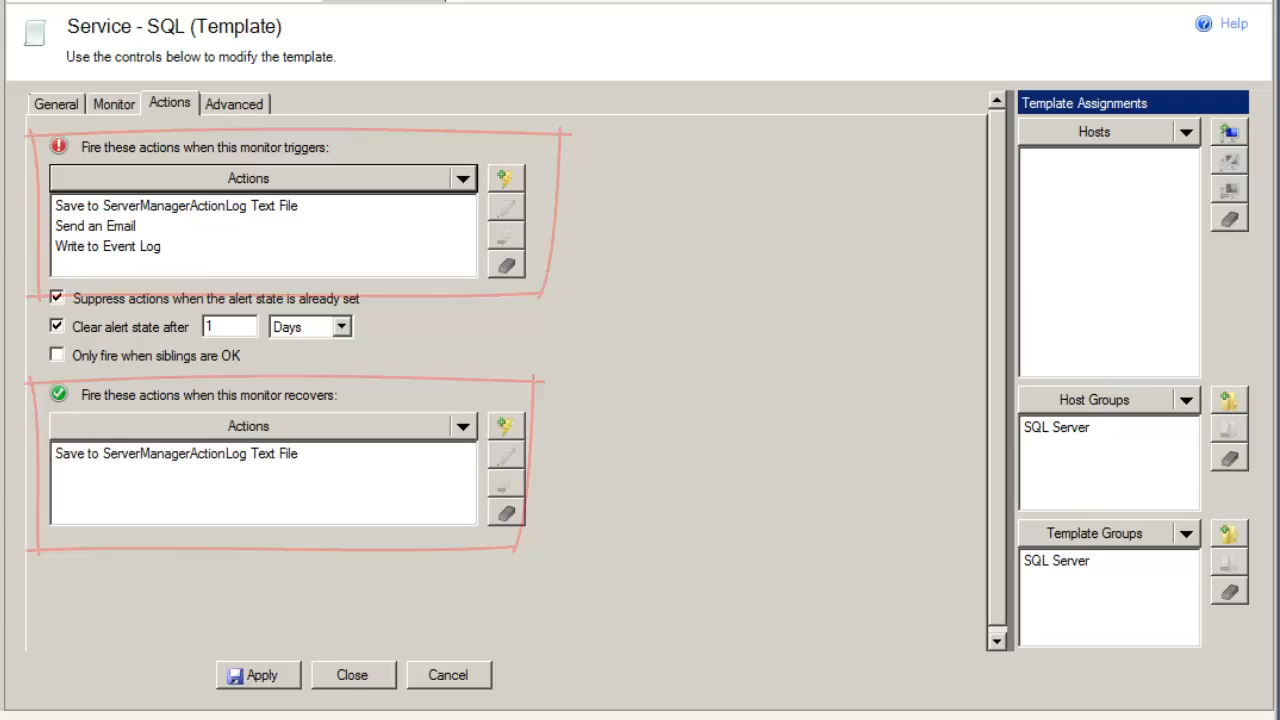 Service - SQL (Template)
Help
Use the controls below to modify the template.
General
Monitor
Actions
Advanced
Fire these actions when this monitor triggers:
Actions
Save to ServerManagerActionLog Text File
Send an Email
Write to Event Log
Suppress actions when the alert state is already set
Clear alert state after 1 Days
Only fire when siblings are OK
Fire these actions when this monitor recovers:
Actions
Save to ServerManagerActionLog Text File
Apply
Close
Cancel
Template Assignments
Hosts
Host Groups
SQL Server
Template Groups
SQL Server